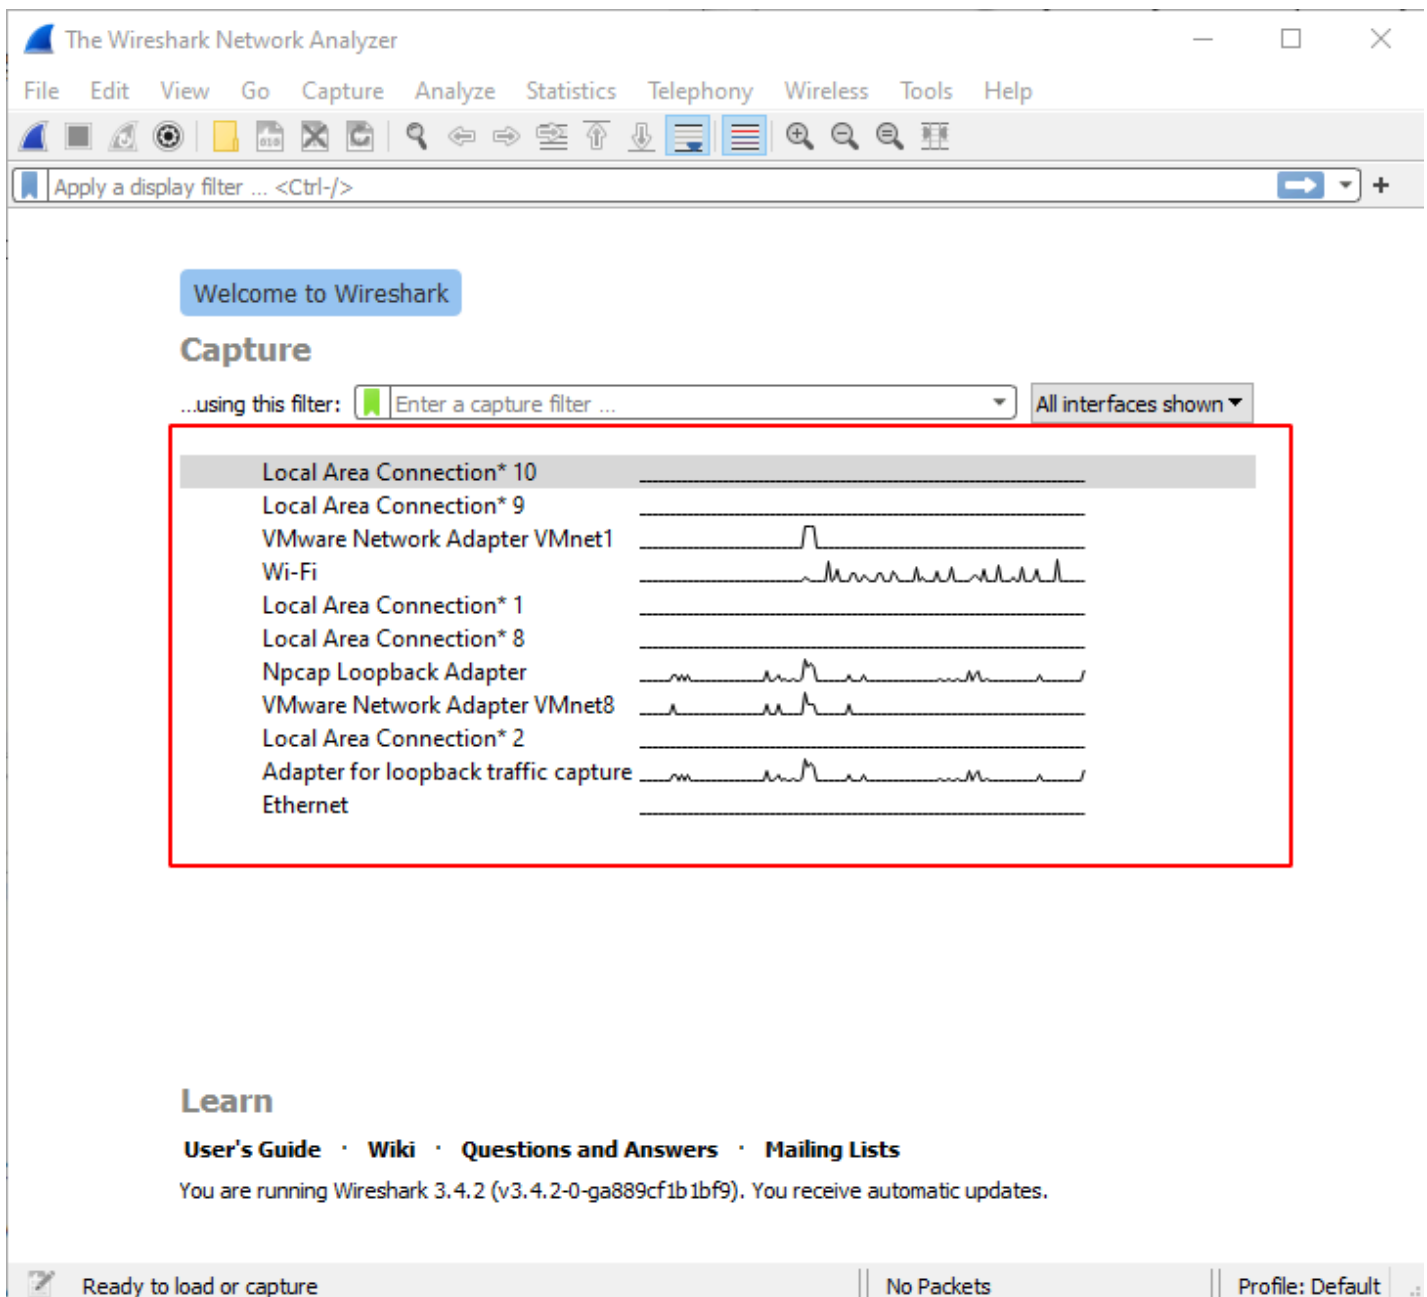 The Wireshark Network Analyzer
File Edit View Go Capture Analyze Statistics Telephony Wireless Tools Help
Apply a display filter ... <Ctrl-/>
Welcome to Wireshark
Capture
...using this filter: Enter a capture filter ... All interfaces shown
Local Area Connection* 10
Local Area Connection* 9
VMware Network Adapter VMnet1
Wi-Fi
Local Area Connection* 1
Local Area Connection* 8
Npcap Loopback Adapter
VMware Network Adapter VMnet8
Local Area Connection* 2
Adapter for loopback traffic capture
Ethernet
Learn
User's Guide · Wiki · Questions and Answers · Mailing Lists
You are running Wireshark 3.4.2 (v3.4.2-0-ga889cf1b1bf9). You receive automatic updates.
Ready to load or capture No Packets Profile: Default